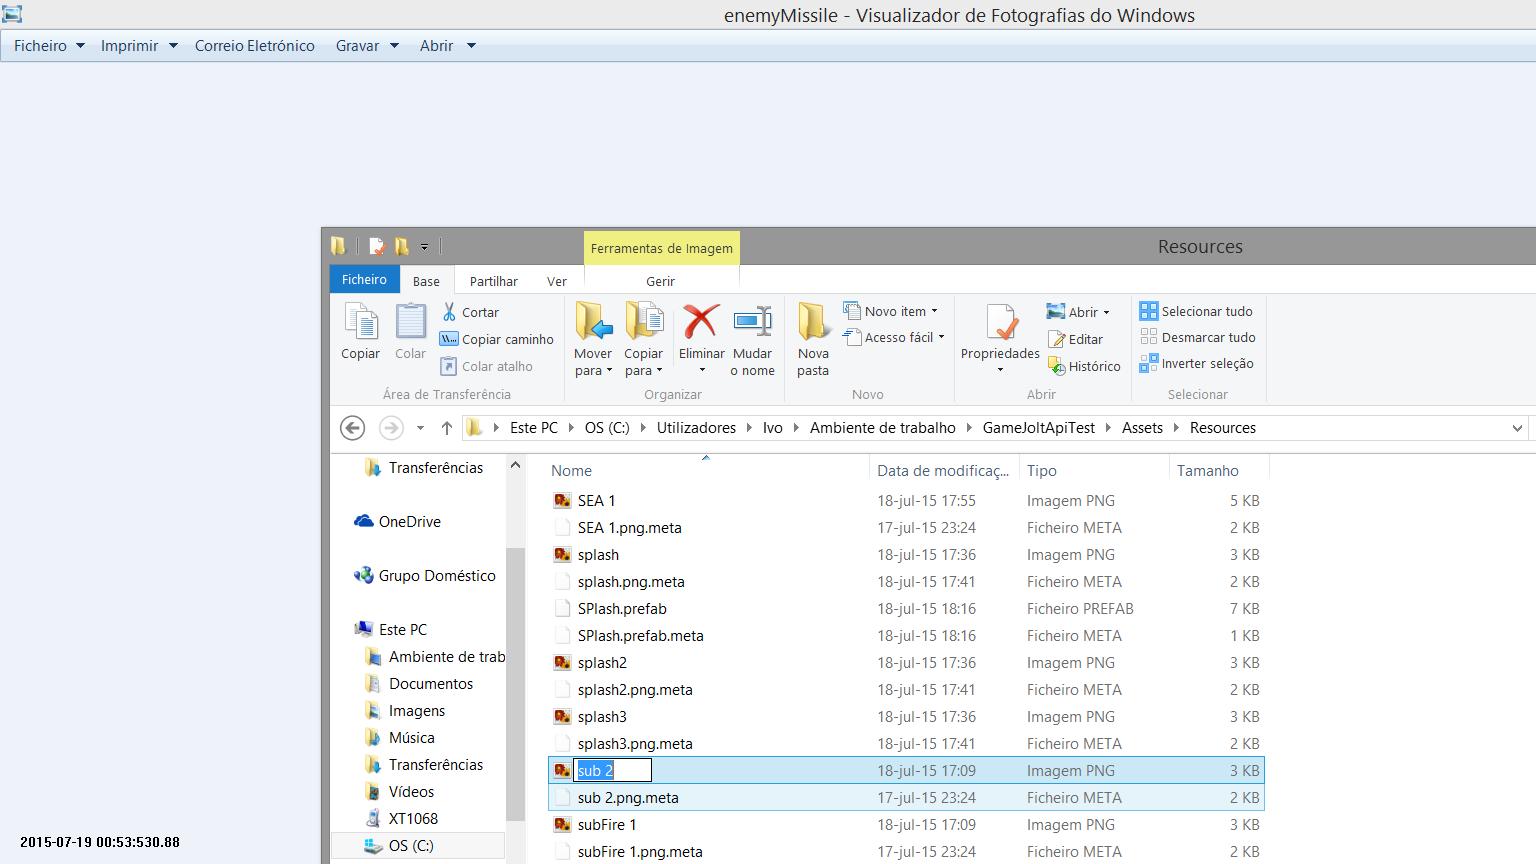 enemyMissile - Visualizador de Fotografias do Windows
Ficheiro Imprimir Correio Eletrónico Gravar Abrir
Ferramentas de Imagem Resources
Ficheiro Base Partilhar Ver Gerir
Copiar
Colar
Cortar
Copiar caminho
Colar atalho
Área de Transferência
Mover para
Copiar para
Eliminar
Mudar o nome
Organizar
Nova pasta
Novo item
Acesso fácil
Novo
Propriedades
Abrir
Editar
Histórico
Abrir
Selecionar tudo
Desmarcar tudo
Inverter seleção
Selecionar
Este PC OS (C:) Utilizadores Ivo Ambiente de trabalho GameJoltApiTest Assets Resources
Transferências
OneDrive
Grupo Doméstico
Este PC
Ambiente de trab
Documentos
Imagens
Música
Transferências
Vídeos
XT1068
OS (C:)
Nome Data de modificaç... Tipo Tamanho
SEA 1 18-jul-15 17:55 Imagem PNG 5 KB
SEA 1.png.meta 17-jul-15 23:24 Ficheiro META 2 KB
splash 18-jul-15 17:36 Imagem PNG 3 KB
splash.png.meta 18-jul-15 17:41 Ficheiro META 2 KB
SPlash.prefab 18-jul-15 18:16 Ficheiro PREFAB 7 KB
SPlash.prefab.meta 18-jul-15 18:16 Ficheiro META 1 KB
splash2 18-jul-15 17:36 Imagem PNG 3 KB
splash2.png.meta 18-jul-15 17:41 Ficheiro META 2 KB
splash3 18-jul-15 17:36 Imagem PNG 3 KB
splash3.png.meta 18-jul-15 17:41 Ficheiro META 2 KB
sub 2 18-jul-15 17:09 Imagem PNG 3 KB
sub 2.png.meta 17-jul-15 23:24 Ficheiro META 2 KB
subFire 1 18-jul-15 17:09 Imagem PNG 3 KB
subFire 1.png.meta 17-jul-15 23:24 Ficheiro META 2 KB
2015-07-19 00:53:530.88